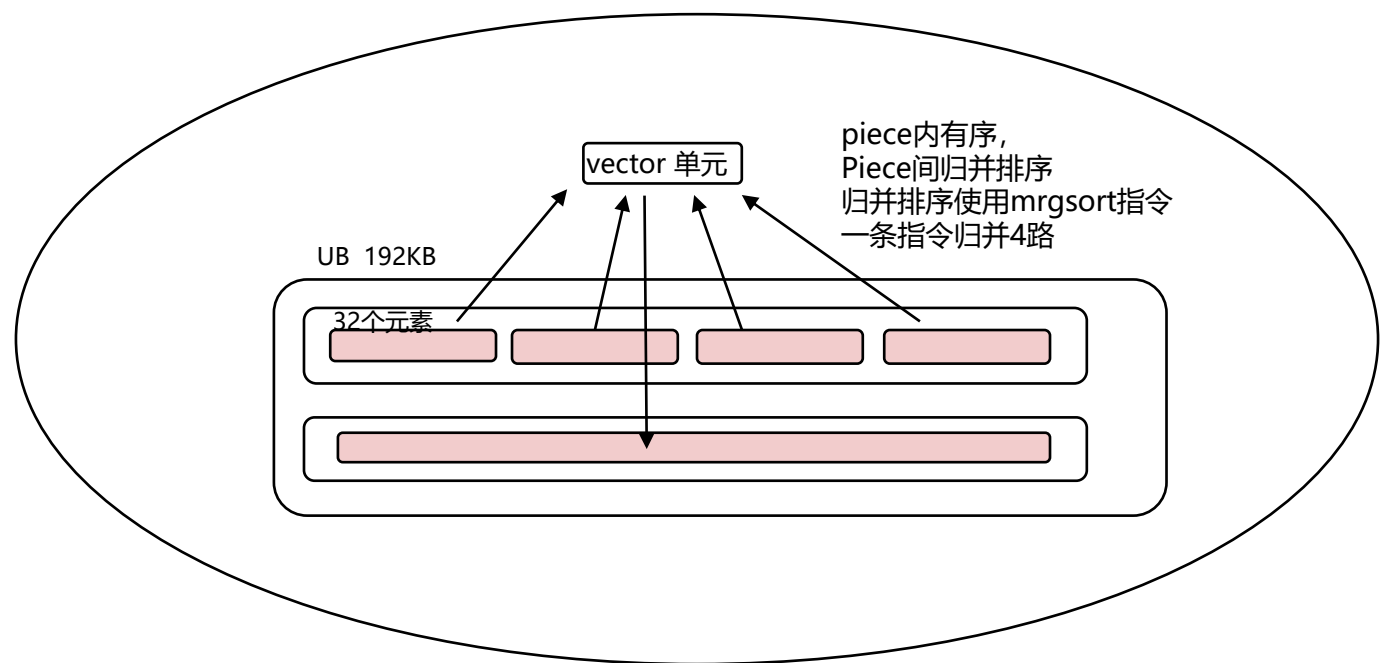 piece内有序，
Piece间归并排序
归并排序使用mrgsort指令
一条指令归并4路
vector 单元
UB 192KB
32个元素